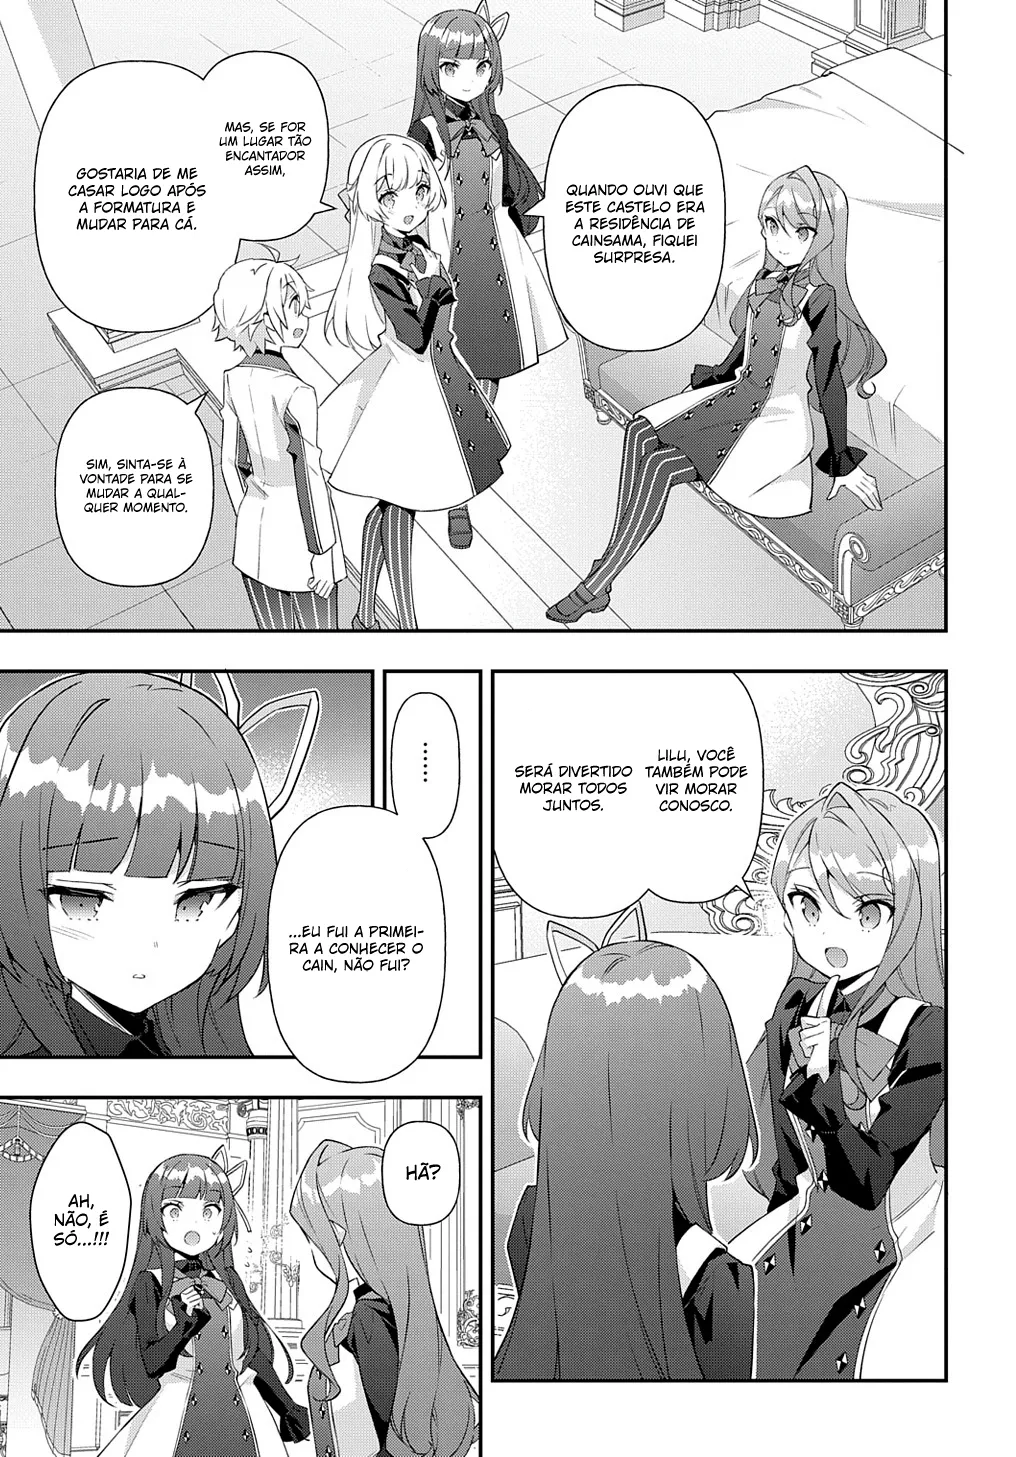 QUANDO OUVI QUE
ESTE CASTELO ERA
A RESIDÊNCIA DE
CAINSAMA, FIQUEI
SURPRESA.
MAS, SE FOR
UM LUGAR TÃO
ENCANTADOR
ASSIM,
GOSTARIA DE ME
CASAR LOGO APÓS
A FORMATURA E
MUDAR PARA CÁ.
SIM, SINTA-SE À
VONTADE PARA SE
MUDAR A QUAL-
QUER MOMENTO.
LILU, VOCÊ
TAMBÉM PODE
VIR MORAR
CONOSCO.
SERÁ DIVERTIDO
MORAR TODOS
JUNTOS.
......
...EU FUI A PRIMEI-
RA A CONHECER O
CAIN, NÃO FUI?
HÃ?
AH,
NÃO, É
SÓ...!!!